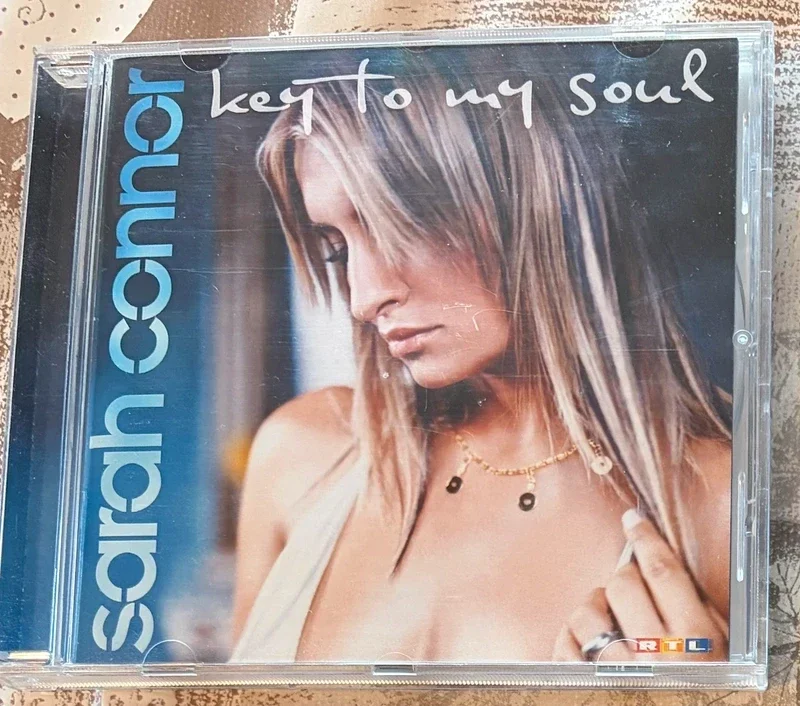 key to my soul
sarah connor
RTL